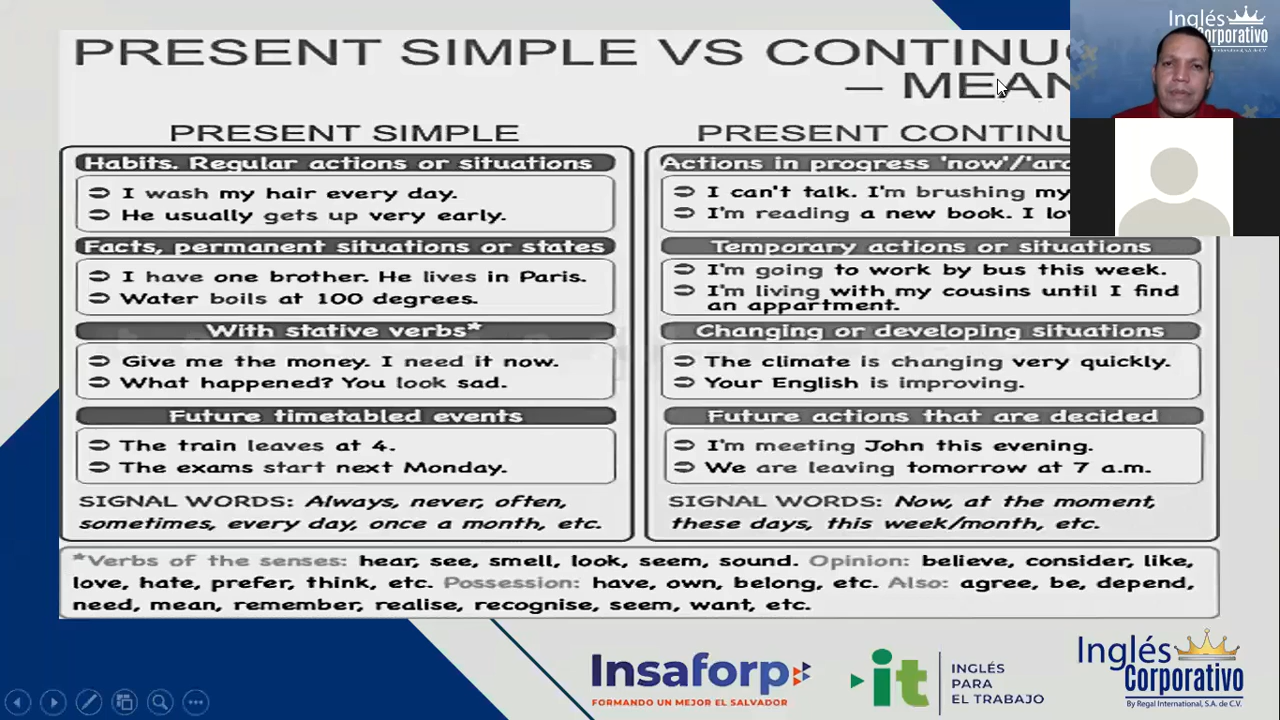 PRESENT SIMPLE VS CONTINU
— MEAN
PRESENT SIMPLE
Habits. Regular actions or situations
➲ I wash my hair every day.
➲ He usually gets up very early.
Facts, permanent situations or states
➲ I have one brother. He lives in Paris.
➲ Water boils at 100 degrees.
With stative verbs*
➲ Give me the money. I need it now.
➲ What happened? You look sad.
Future timetabled events
➲ The train leaves at 4.
➲ The exams start next Monday.
SIGNAL WORDS: Always, never, often,
sometimes, every day, once a month, etc.
PRESENT CONTINU
Actions in progress 'now'/'aro
➲ I can't talk. I'm brushing my
➲ I'm reading a new book. I lo
Temporary actions or situations
➲ I'm going to work by bus this week.
➲ I'm living with my cousins until I find
an appartment.
Changing or developing situations
➲ The climate is changing very quickly.
➲ Your English is improving.
Future actions that are decided
➲ I'm meeting John this evening.
➲ We are leaving tomorrow at 7 a.m.
SIGNAL WORDS: Now, at the moment,
these days, this week/month, etc.
*Verbs of the senses: hear, see, smell, look, seem, sound. Opinion: believe, consider, like,
love, hate, prefer, think, etc. Possession: have, own, belong, etc. Also: agree, be, depend,
need, mean, remember, realise, recognise, seem, want, etc.
Inglés
Corporativo
Insaforp
FORMANDO UN MEJOR EL SALVADOR
it
INGLÉS
PARA
EL TRABAJO
Inglés
Corporativo
By Regal International, S.A. de C.V.